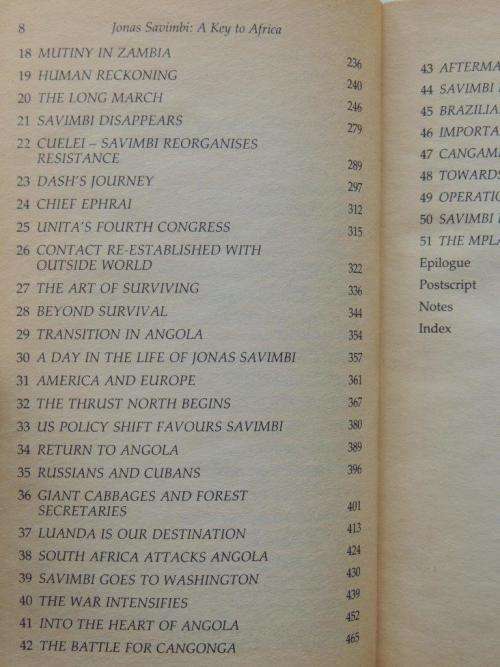 8 Jonas Savimbi: A Key to Africa
18 MUTINY IN ZAMBIA 236
19 HUMAN RECKONING 240
20 THE LONG MARCH 246
21 SAVIMBI DISAPPEARS 279
22 CUELEI – SAVIMBI REORGANISES
RESISTANCE 289
23 DASH'S JOURNEY 297
24 CHIEF EPHRAI 312
25 UNITA'S FOURTH CONGRESS 315
26 CONTACT RE-ESTABLISHED WITH
OUTSIDE WORLD 322
27 THE ART OF SURVIVING 336
28 BEYOND SURVIVAL 344
29 TRANSITION IN ANGOLA 354
30 A DAY IN THE LIFE OF JONAS SAVIMBI 357
31 AMERICA AND EUROPE 361
32 THE THRUST NORTH BEGINS 367
33 US POLICY SHIFT FAVOURS SAVIMBI 380
34 RETURN TO ANGOLA 389
35 RUSSIANS AND CUBANS 396
36 GIANT CABBAGES AND FOREST
SECRETARIES 401
37 LUANDA IS OUR DESTINATION 413
38 SOUTH AFRICA ATTACKS ANGOLA 424
39 SAVIMBI GOES TO WASHINGTON 430
40 THE WAR INTENSIFIES 439
41 INTO THE HEART OF ANGOLA 452
42 THE BATTLE FOR CANGONGA 465
43 AFTERMA
44 SAVIMBI
45 BRAZILIA
46 IMPORTA
47 CANGAM
48 TOWARDS
49 OPERATIO
50 SAVIMBI
51 THE MPLA
Epilogue
Postscript
Notes
Index